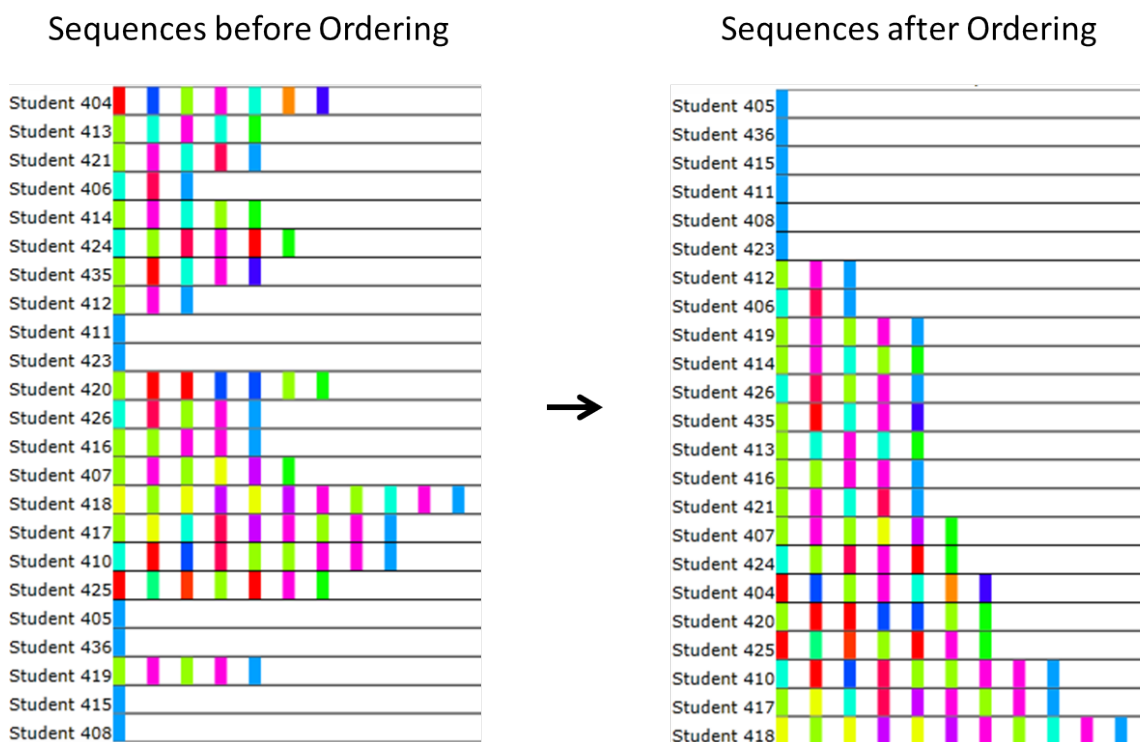 Sequences before Ordering
Student 404
Student 413
Student 421
Student 406
Student 414
Student 424
Student 435
Student 412
Student 411
Student 423
Student 420
Student 426
Student 416
Student 407
Student 418
Student 417
Student 410
Student 425
Student 405
Student 436
Student 419
Student 415
Student 408
Sequences after Ordering
Student 405
Student 436
Student 415
Student 411
Student 408
Student 423
Student 412
Student 406
Student 419
Student 414
Student 426
Student 435
Student 413
Student 416
Student 421
Student 407
Student 424
Student 404
Student 420
Student 425
Student 410
Student 417
Student 418